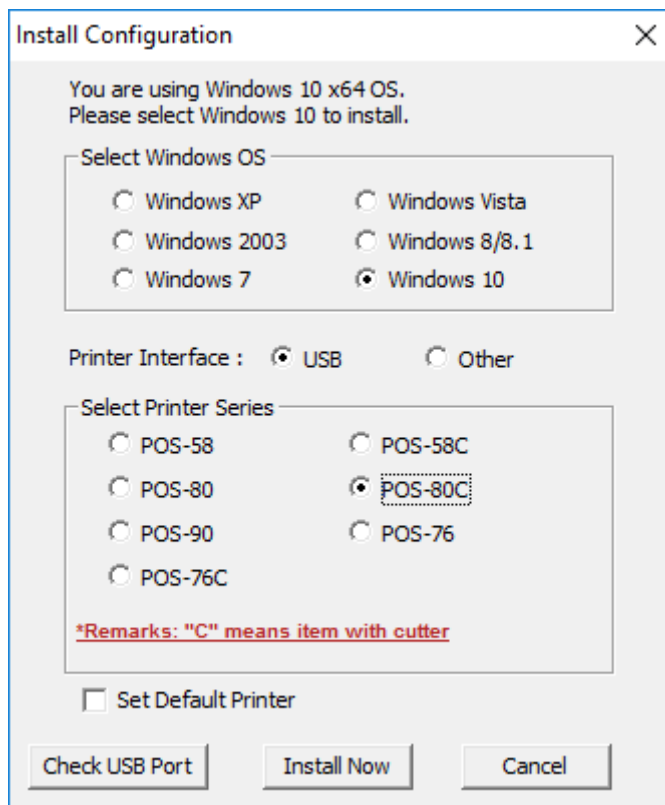 Install Configuration
You are using Windows 10 x64 OS.
Please select Windows 10 to install.
Select Windows OS
Windows XP Windows Vista
Windows 2003 Windows 8/8.1
Windows 7 Windows 10
Printer Interface : USB Other
Select Printer Series
POS-58 POS-58C
POS-80 POS-80C
POS-90 POS-76
POS-76C
*Remarks: "C" means item with cutter
Set Default Printer
Check USB Port Install Now Cancel